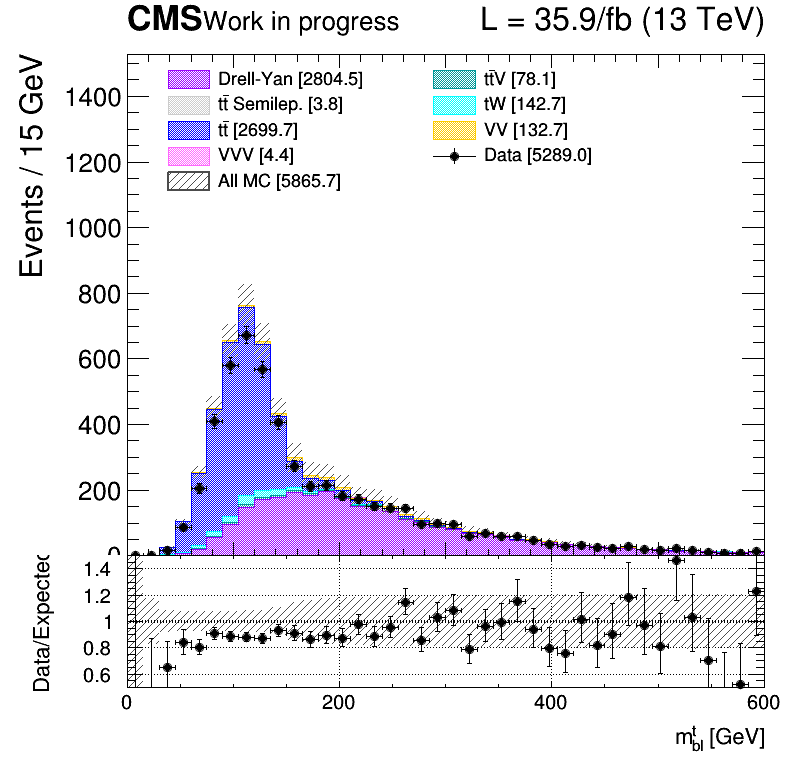 CMS Work in progress L = 35.9/fb (13 TeV)
Events / 15 GeV
Drell-Yan [2804.5]
tt̄ Semilep. [3.8]
tt̄ [2699.7]
VVV [4.4]
All MC [5865.7]
tt̄V [78.1]
tW [142.7]
VV [132.7]
Data [5289.0]
1400
1200
1000
800
600
400
200
0
Data/Expected
1.4
1.2
1
0.8
0.6
0 200 400 600
m^t_bl [GeV]